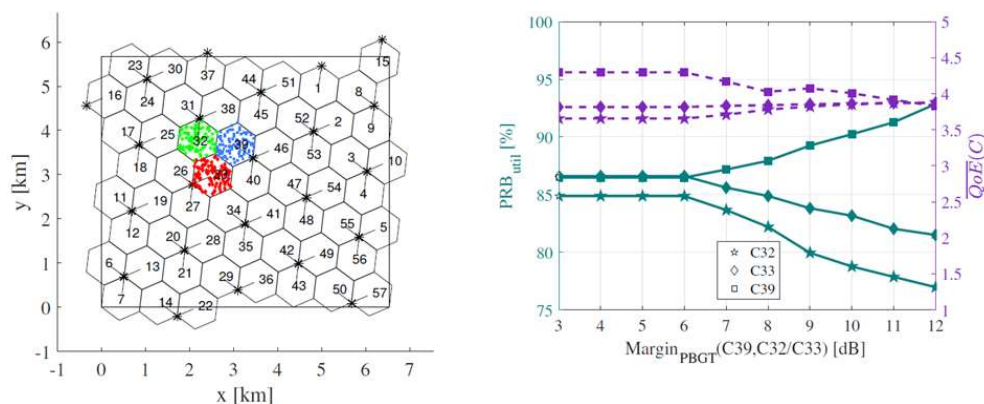 6
5
4
3
2
1
0
-1
y [km]
-1 0 1 2 3 4 5 6 7
x [km]
23 30 37 44 51 1 15
16 24 31 38 45 8
17 25 32 39 52 2 9
18 26 46 53 3 10
11 19 27 40 47 54 4
12 20 34 41 48 55 5
6 13 28 35 42 49 56
7 14 21 29 36 43 50 57
22
100
95
90
85
80
75
PRButil [%]
3 4 5 6 7 8 9 10 11 12
MarginPBGT(C39,C32/C33) [dB]
5
4.5
4
3.5
3
2.5
2
1.5
1
QoE(C)
C32
C33
C39